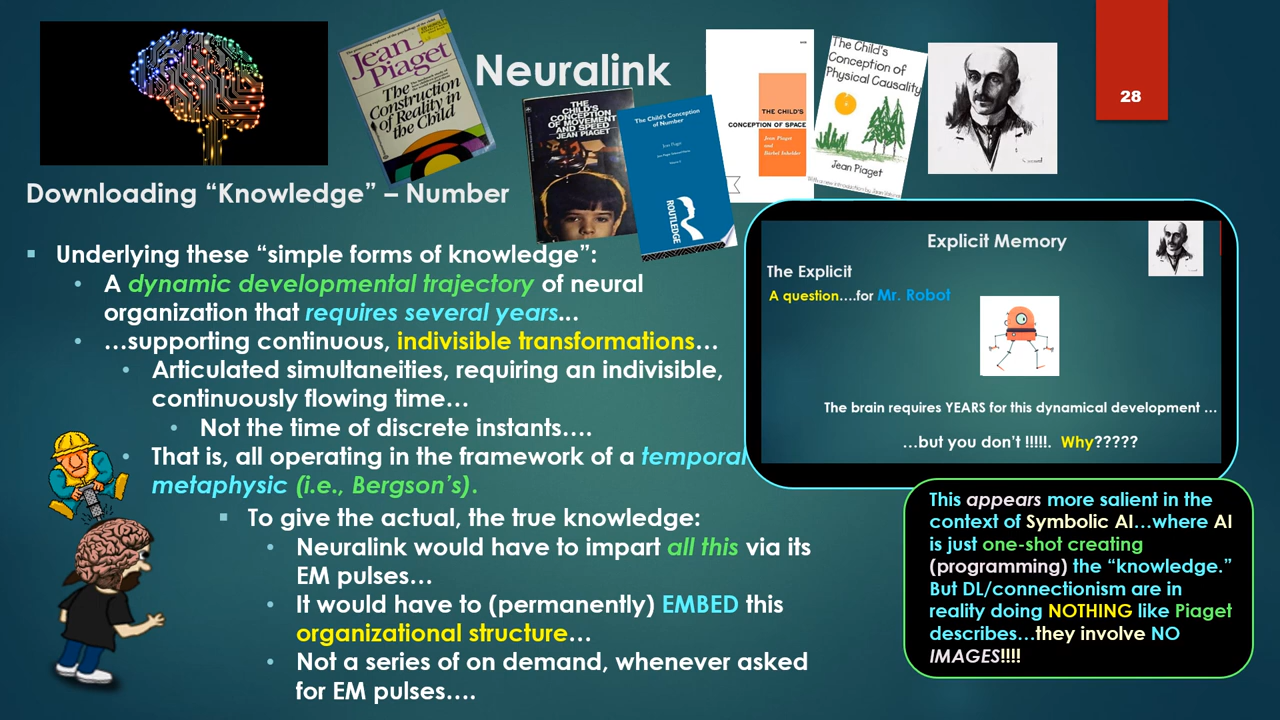 Neuralink
28
Jean
Piaget
The
Construction
of Reality in
the Child
THE CHILD'S
CONCEPTION
OF MOVEMENT
AND SPEED
JEAN PIAGET
The Child's Conception
of Number
Jean Piaget
ROUTLEDGE
THE CHILD'S
CONCEPTION OF SPACE
Jean Piaget
and
Bärbel Inhelder
The Child's
Conception of
Physical Causality
Jean Piaget
Downloading “Knowledge” – Number
Underlying these “simple forms of knowledge”:
A dynamic developmental trajectory of neural
organization that requires several years...
…supporting continuous, indivisible transformations…
Articulated simultaneities, requiring an indivisible,
continuously flowing time…
Not the time of discrete instants….
That is, all operating in the framework of a temporal
metaphysic (i.e., Bergson's).
To give the actual, the true knowledge:
Neuralink would have to impart all this via its
EM pulses…
It would have to (permanently) EMBED this
organizational structure…
Not a series of on demand, whenever asked
for EM pulses….
Explicit Memory
The Explicit
A question….for Mr. Robot
The brain requires YEARS for this dynamical development …
…but you don't !!!!!. Why?????
This appears more salient in the
context of Symbolic AI…where AI
is just one-shot creating
(programming) the “knowledge.”
But DL/connectionism are in
reality doing NOTHING like Piaget
describes…they involve NO
IMAGES!!!!